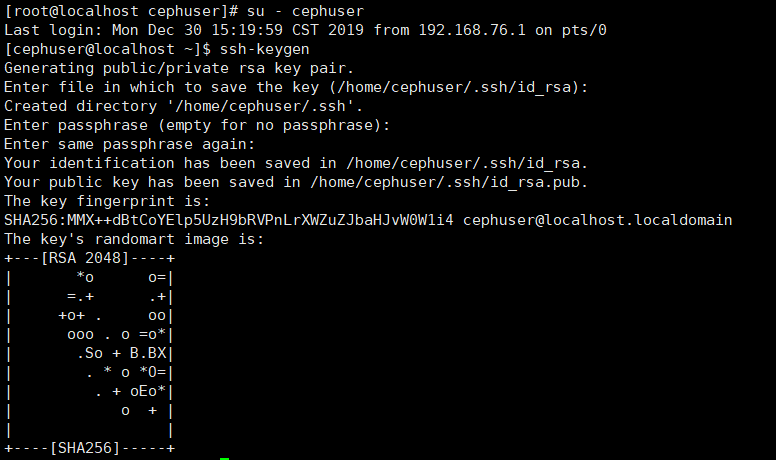 [root@localhost cephuser]# su - cephuser
Last login: Mon Dec 30 15:19:59 CST 2019 from 192.168.76.1 on pts/0
[cephuser@localhost ~]$ ssh-keygen
Generating public/private rsa key pair.
Enter file in which to save the key (/home/cephuser/.ssh/id_rsa):
Created directory '/home/cephuser/.ssh'.
Enter passphrase (empty for no passphrase):
Enter same passphrase again:
Your identification has been saved in /home/cephuser/.ssh/id_rsa.
Your public key has been saved in /home/cephuser/.ssh/id_rsa.pub.
The key fingerprint is:
SHA256:MMX++dBtCoYElp5UzH9bRVPnLrXWZuZJbaHJvW0W1i4 cephuser@localhost.localdomain
The key's randomart image is:
+---[RSA 2048]----+
|       *o      o=|
|      =.+      .+|
|     +o+ .     oo|
|      ooo . o =o*|
|       .So + B.BX|
|        . * o *O=|
|         . + oEo*|
|            o  + |
|                 |
+----[SHA256]-----+